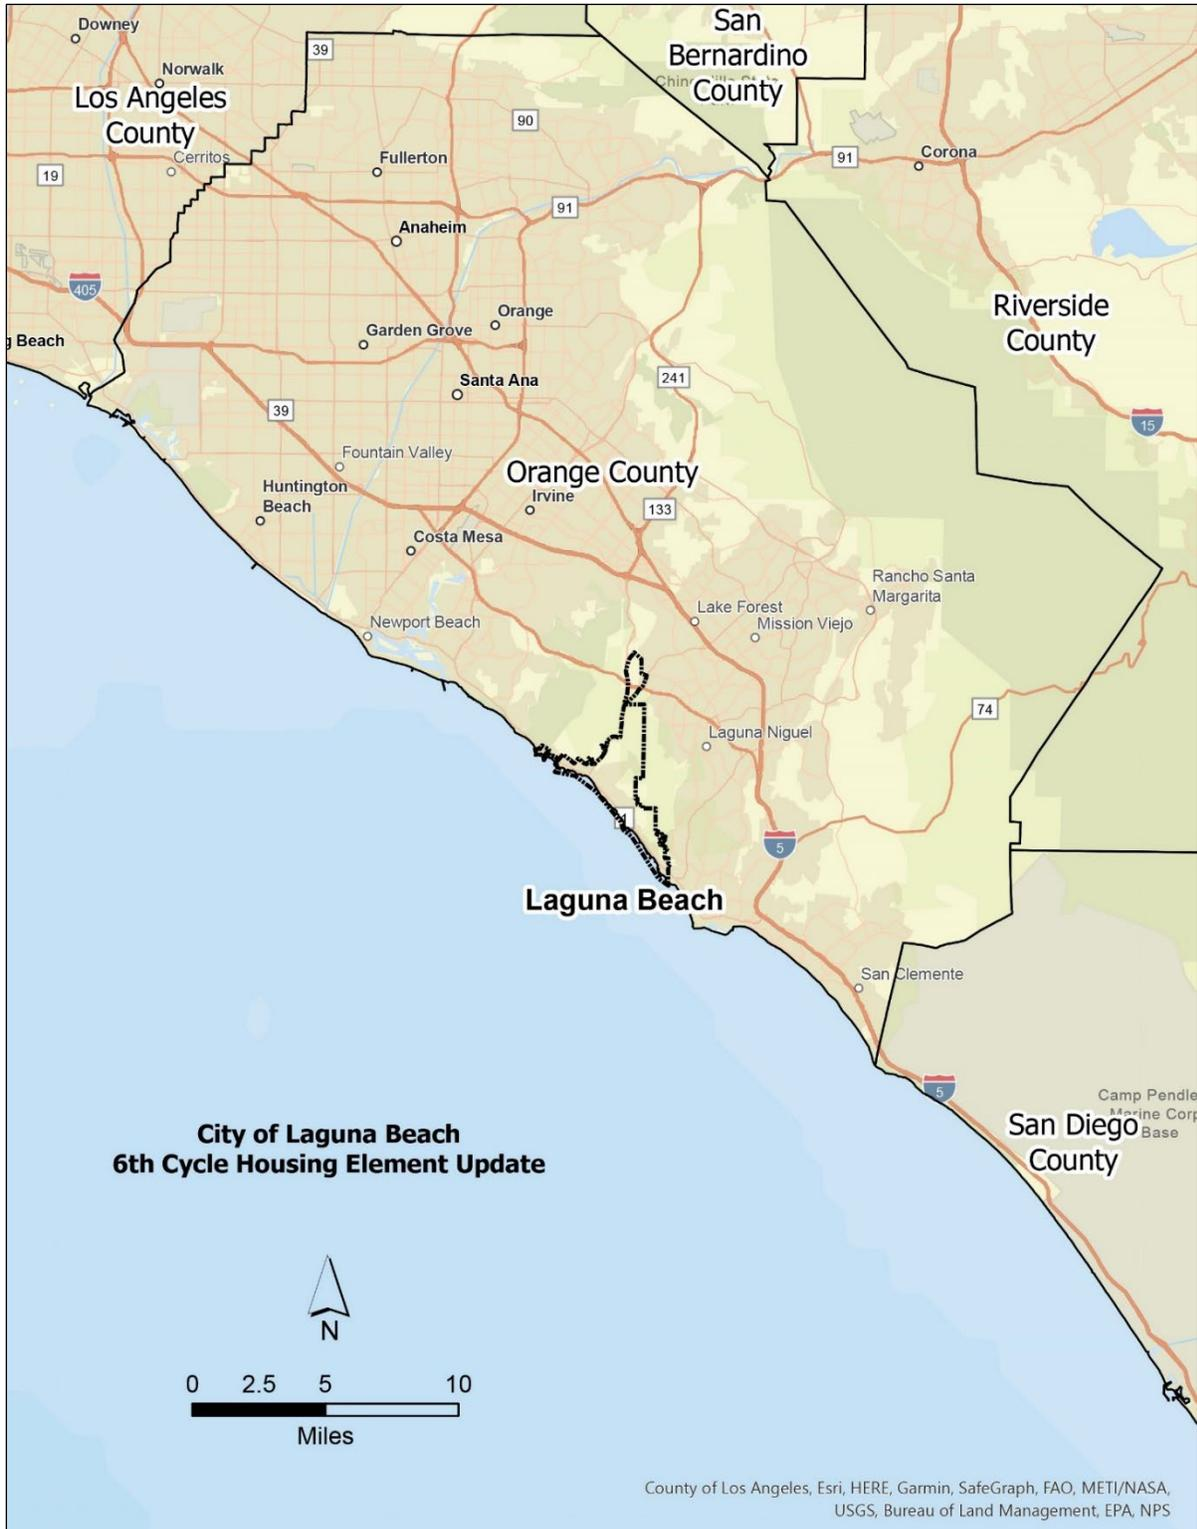 Downey
San
Bernardino
County
39
Norwalk
Los Angeles
County
90
Cerritos
Fullerton
91
Corona
19
91
Anaheim
405
Orange
Riverside
County
Garden Grove
Beach
Santa Ana
241
39
15
Fountain Valley
Orange County
Huntington
Beach
Irvine
133
Costa Mesa
Rancho Santa
Margarita
Lake Forest
Mission Viejo
Newport Beach
74
Laguna Niguel
1
5
Laguna Beach
San Clemente
5
Camp Pendle
Marine Corp
Base
San Diego
County
City of Laguna Beach
6th Cycle Housing Element Update
N
0 2.5 5 10
Miles
County of Los Angeles, Esri, HERE, Garmin, SafeGraph, FAO, METI/NASA,
USGS, Bureau of Land Management, EPA, NPS